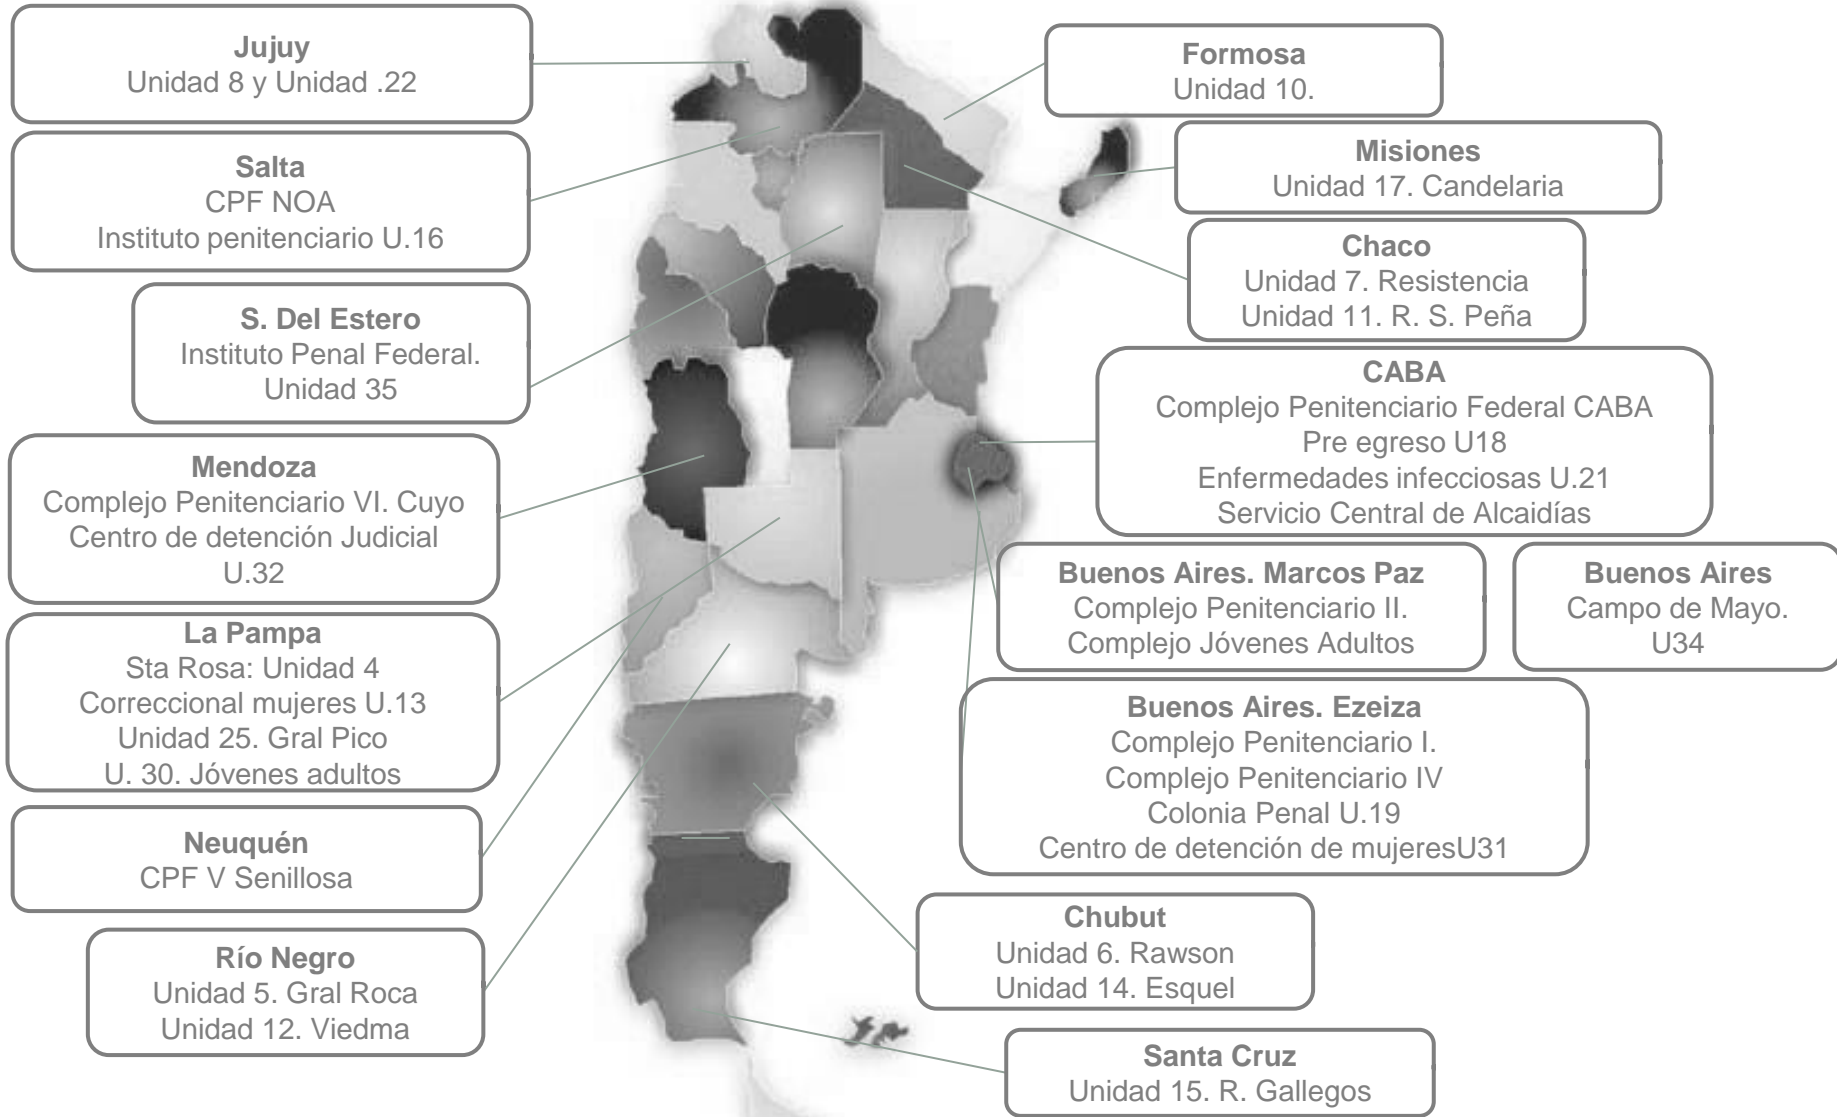 Jujuy
Unidad 8 y Unidad .22
Salta
CPF NOA
Instituto penitenciario U.16
S. Del Estero
Instituto Penal Federal.
Unidad 35
Mendoza
Complejo Penitenciario VI. Cuyo
Centro de detención Judicial
U.32
La Pampa
Sta Rosa: Unidad 4
Correccional mujeres U.13
Unidad 25. Gral Pico
U. 30. Jóvenes adultos
Neuquén
CPF V Senillosa
Río Negro
Unidad 5. Gral Roca
Unidad 12. Viedma
Formosa
Unidad 10.
Misiones
Unidad 17. Candelaria
Chaco
Unidad 7. Resistencia
Unidad 11. R. S. Peña
CABA
Complejo Penitenciario Federal CABA
Pre egreso U18
Enfermedades infecciosas U.21
Servicio Central de Alcaidías
Buenos Aires. Marcos Paz
Complejo Penitenciario II.
Complejo Jóvenes Adultos
Buenos Aires
Campo de Mayo.
U34
Buenos Aires. Ezeiza
Complejo Penitenciario I.
Complejo Penitenciario IV
Colonia Penal U.19
Centro de detención de mujeresU31
Chubut
Unidad 6. Rawson
Unidad 14. Esquel
Santa Cruz
Unidad 15. R. Gallegos